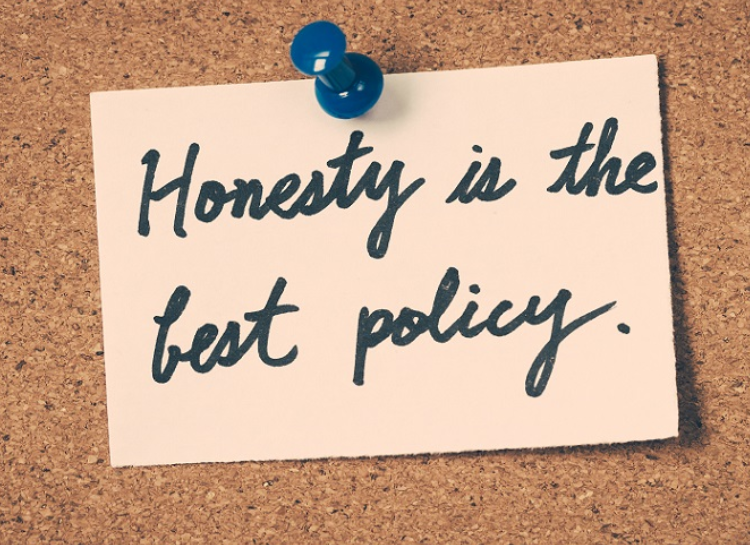 Honesty is the
best policy.